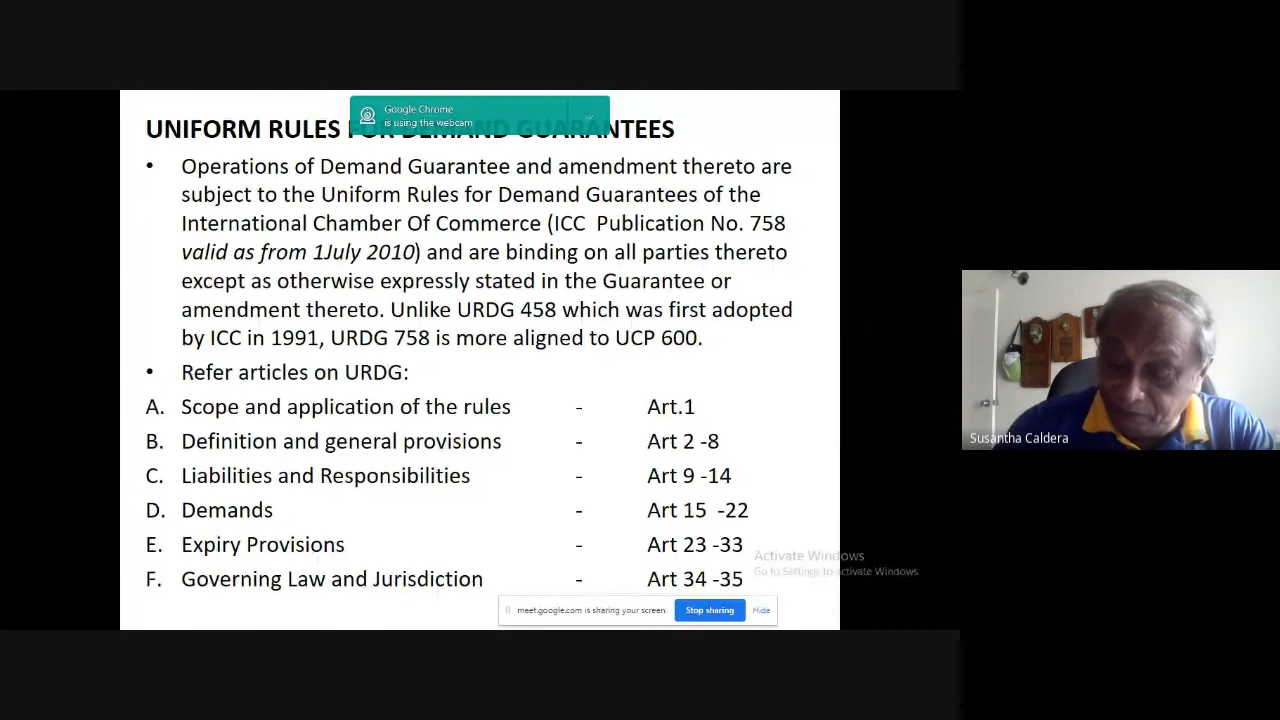 Google Chrome
is using the webcam
UNIFORM RULES FOR DEMAND GUARANTEES
• Operations of Demand Guarantee and amendment thereto are
subject to the Uniform Rules for Demand Guarantees of the
International Chamber Of Commerce (ICC Publication No. 758
valid as from 1July 2010) and are binding on all parties thereto
except as otherwise expressly stated in the Guarantee or
amendment thereto. Unlike URDG 458 which was first adopted
by ICC in 1991, URDG 758 is more aligned to UCP 600.
• Refer articles on URDG:
A. Scope and application of the rules - Art.1
B. Definition and general provisions - Art 2 -8
C. Liabilities and Responsibilities - Art 9 -14
D. Demands - Art 15 -22
E. Expiry Provisions - Art 23 -33
F. Governing Law and Jurisdiction - Art 34 -35
Activate Windows
Go to Settings to activate Windows.
meet.google.com is sharing your screen.
Stop sharing
Hide
Susantha Caldera